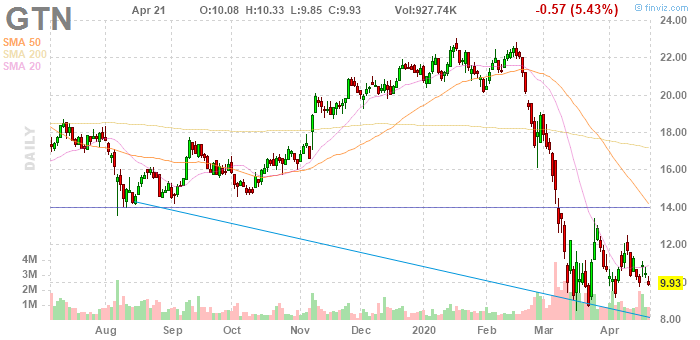 GTN Apr 21 O:10.08 H:10.33 L:9.85 C:9.93 Vol:927.74K -0.57 (5.43%) © finviz.com
SMA 50
SMA 200
SMA 20
DAILY
24.00
22.00
20.00
18.00
16.00
14.00
12.00
9.93
8.00
4M
3M
2M
1M
Aug Sep Oct Nov Dec 2020 Feb Mar Apr